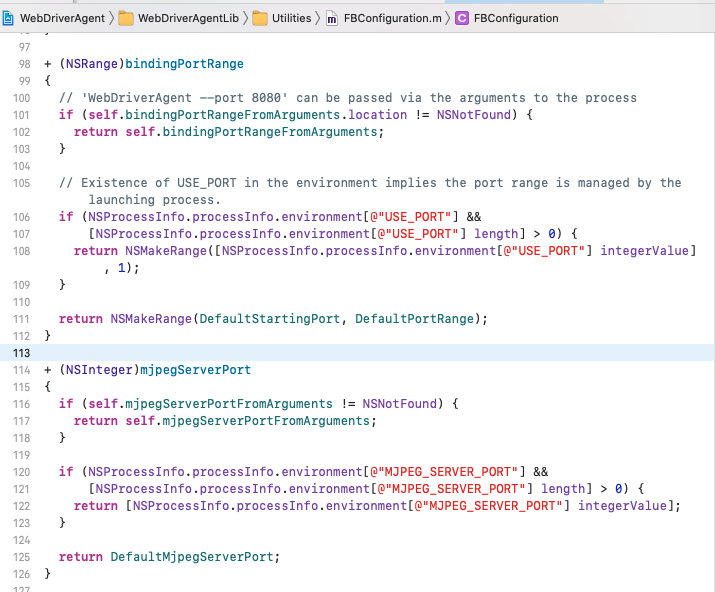 WebDriverAgent WebDriverAgentLib Utilities m FBConfiguration.m C FBConfiguration
97
98 + (NSRange)bindingPortRange
99 {
100 // 'WebDriverAgent --port 8080' can be passed via the arguments to the process
101 if (self.bindingPortRangeFromArguments.location != NSNotFound) {
102 return self.bindingPortRangeFromArguments;
103 }
104
105 // Existence of USE_PORT in the environment implies the port range is managed by the
launching process.
106 if (NSProcessInfo.processInfo.environment[@"USE_PORT"] &&
107 [NSProcessInfo.processInfo.environment[@"USE_PORT"] length] > 0) {
108 return NSMakeRange([NSProcessInfo.processInfo.environment[@"USE_PORT"] integerValue]
, 1);
109 }
110
111 return NSMakeRange(DefaultStartingPort, DefaultPortRange);
112 }
113
114 + (NSInteger)mjpegServerPort
115 {
116 if (self.mjpegServerPortFromArguments != NSNotFound) {
117 return self.mjpegServerPortFromArguments;
118 }
119
120 if (NSProcessInfo.processInfo.environment[@"MJPEG_SERVER_PORT"] &&
121 [NSProcessInfo.processInfo.environment[@"MJPEG_SERVER_PORT"] length] > 0) {
122 return [NSProcessInfo.processInfo.environment[@"MJPEG_SERVER_PORT"] integerValue];
123 }
124
125 return DefaultMjpegServerPort;
126 }
127